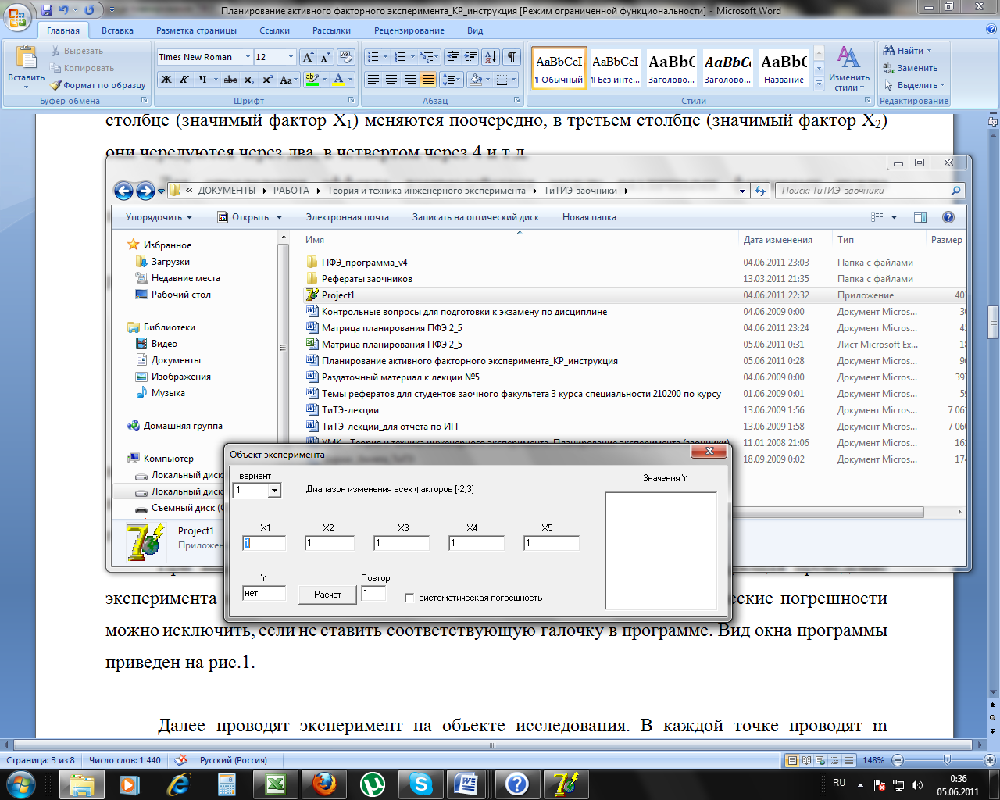 Планирование активного факторного эксперимента_КР_инструкция [Режим ограниченной функциональности] - Microsoft Word
Главная Вставка Разметка страницы Ссылки Рассылки Рецензирование Вид
Вставить
Вырезать
Копировать
Формат по образцу
Буфер обмена
Times New Roman 12
Ж К Ч abc x₂ x² Aa ab A
Шрифт
Абзац
AaBbCcI AaBbCcI AaBbC AaBbCc AaBbC
¶ Обычный ¶ Без инте... Заголово... Заголово... Название
Изменить стили
Стили
Найти
Заменить
Выделить
Редактирование
столбце (значимый фактор X₁) меняются поочередно, в третьем столбце (значимый фактор X₂)
они чередуются через два, в четвертом через 4 и т.д.
« ДОКУМЕНТЫ РАБОТА Теория и техника инженерного эксперимента ТиТИЭ-заочники
Поиск: ТиТИЭ-заочники
Упорядочить Открыть Электронная почта Записать на оптический диск Новая папка
Избранное
Загрузки
Недавние места
Рабочий стол
Библиотеки
Видео
Документы
Изображения
Музыка
Домашняя группа
Компьютер
Локальный диск
Локальный диск
Съемный диск (
Имя Дата изменения Тип Размер
ПФЭ_программа_v4 04.06.2011 23:03 Папка с файлами
Рефераты заочников 13.03.2011 21:35 Папка с файлами
Project1 04.06.2011 22:32 Приложение 403
Контрольные вопросы для подготовки к экзамену по дисциплине 04.06.2009 0:00 Документ Micros... 30
Матрица планирования ПФЭ 2_5 04.06.2011 23:24 Документ Micros... 45
Матрица планирования ПФЭ 2_5 05.06.2011 0:31 Лист Microsoft Ex... 18
Планирование активного факторного эксперимента_КР_инструкция 05.06.2011 0:28 Документ Micros... 96
Раздаточный материал к лекции №5 04.06.2009 0:00 Документ Micros... 397
Темы рефератов для студентов заочного факультета 3 курса специальности 210200 по курсу 01.06.2009 0:01 Документ Micros... 59
ТиТЭ-лекции 13.06.2009 1:56 Документ Micros... 7 063
ТиТЭ-лекции_для отчета по ИП 13.06.2009 1:58 Документ Micros... 7 060
11.01.2008 21:06 Документ Micros... 161
18.09.2009 0:02 Документ Micros... 174
Project1
Приложен
Объект эксперимента
вариант
1
Диапазон изменения всех факторов [-2;3]
Значения Y
X1 X2 X3 X4 X5
1 1 1 1 1
Y
нет
Расчет
Повтор
1
систематическая погрешность
эксперимента еские погрешности
можно исключить, если не ставить соответствующую галочку в программе. Вид окна программы
приведен на рис.1.
Далее проводят эксперимент на объекте исследования. В каждой точке проводят m
Страница: 3 из 8 Число слов: 1 440 Русский (Россия) 148%
RU 0:36
05.06.2011